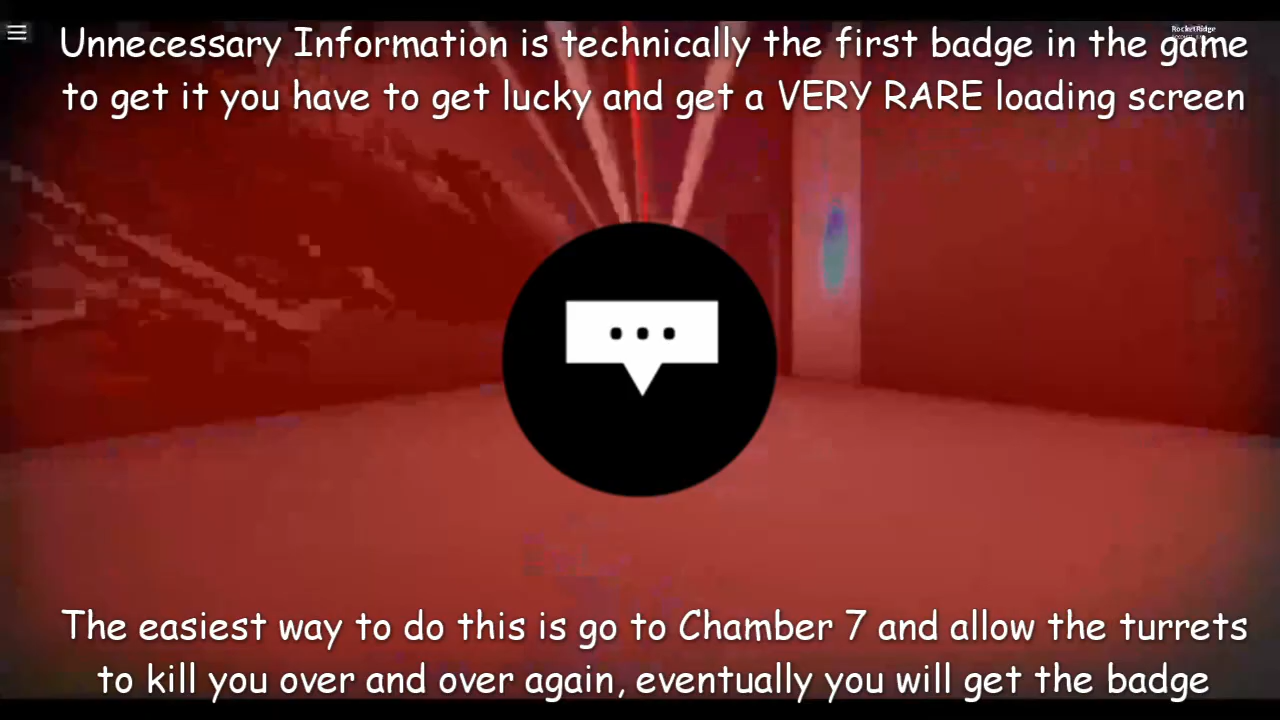 RocketRidge
Unnecessary Information is technically the first badge in the game
to get it you have to get lucky and get a VERY RARE loading screen
The easiest way to do this is go to Chamber 7 and allow the turrets
to kill you over and over again, eventually you will get the badge